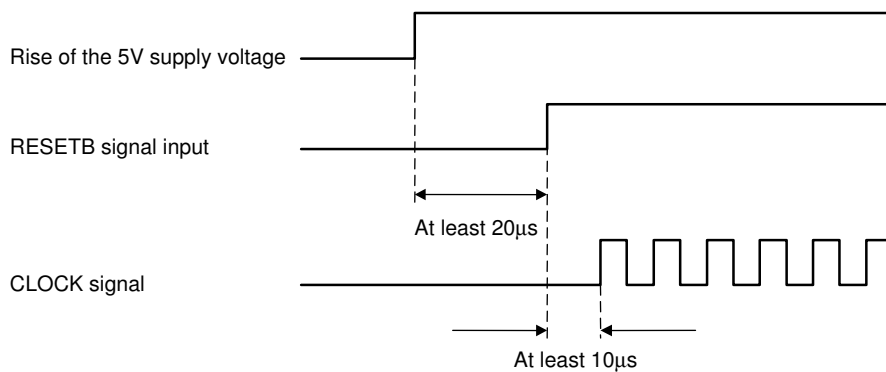 Rise of the 5V supply voltage
RESETB signal input
At least 20μs
CLOCK signal
At least 10μs